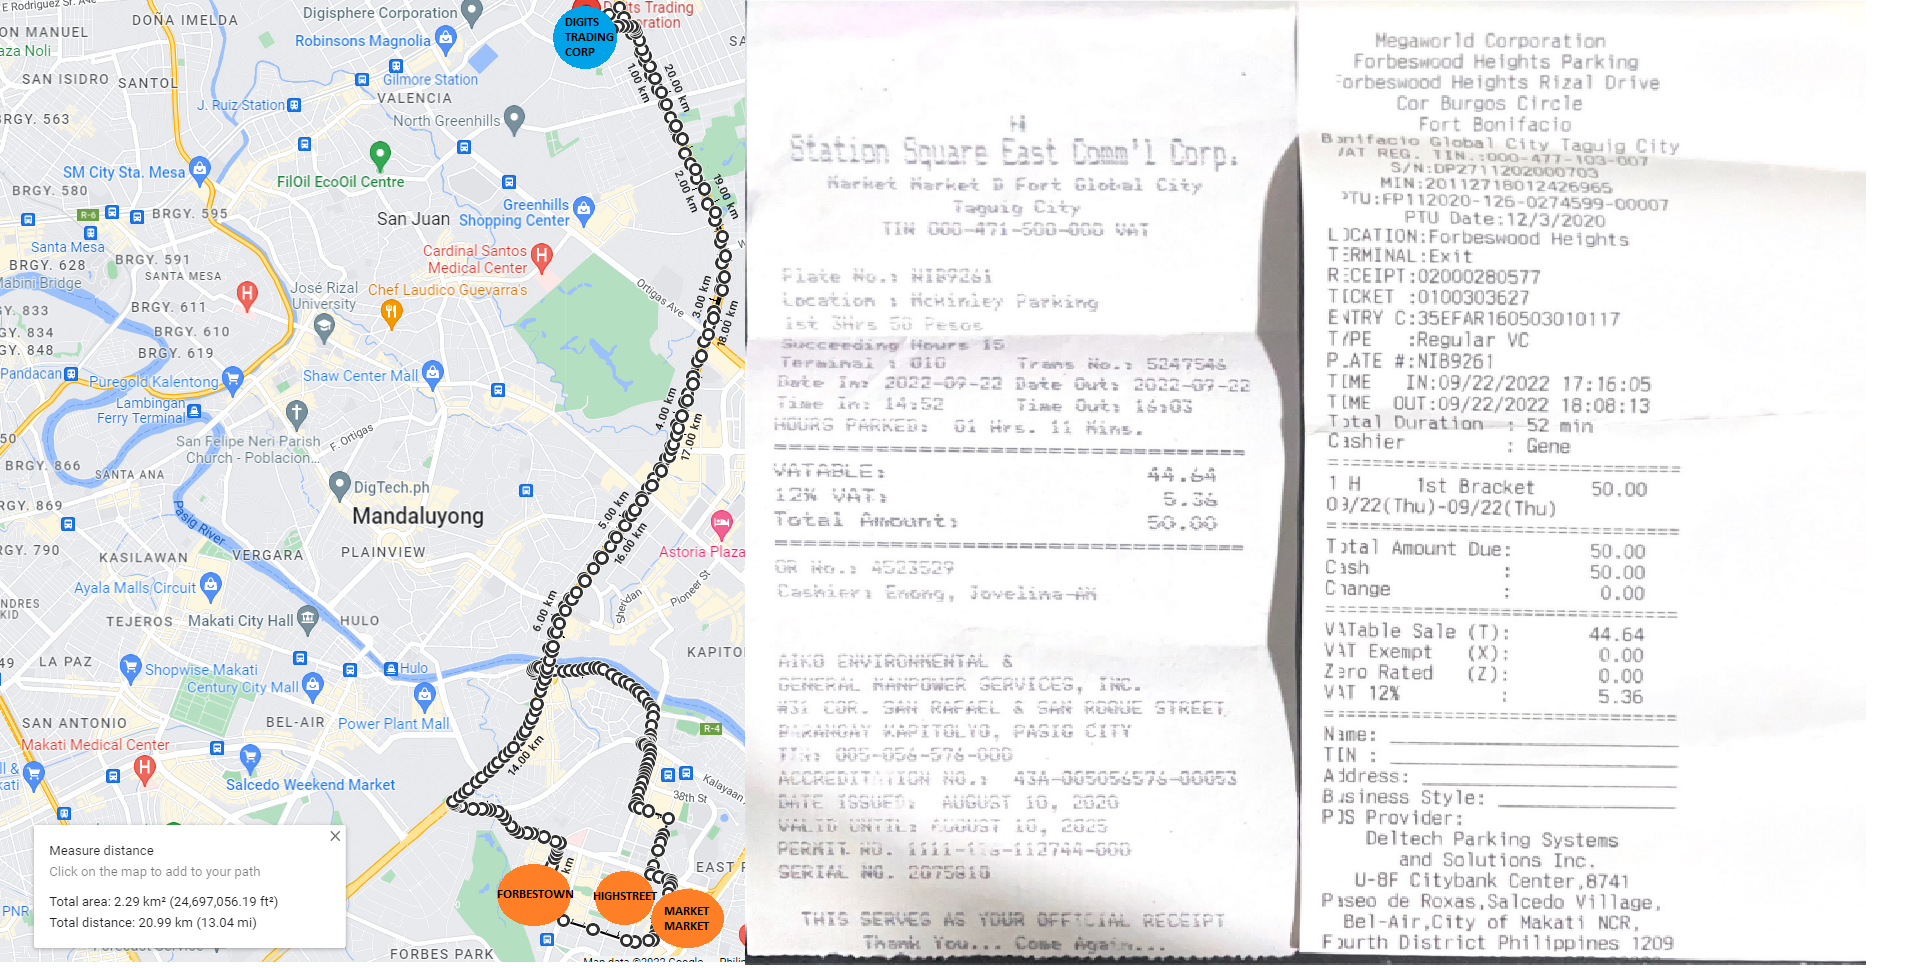 E Rodriguez Sr. Ave
DOÑA IMELDA
Digisphere Corporation
Digits Trading
Corporation
DIGITS
TRADING
CORP
ON MANUEL
aza Noli
Robinsons Magnolia
SAN ISIDRO
SANTOL
Gilmore
Station
J. Ruiz Station
VALENCIA
BRGY. 563
North Greenhills
1.00 km
20.00 km
SM City Sta. Mesa
FilOil EcoOil Centre
BRGY. 580
2.00 km
19.00 km
R-6
BRGY. 595
San Juan
Greenhills
Shopping Center
Santa Mesa
BRGY. 628
BRGY. 591
SANTA MESA
Mabini Bridge
Cardinal Santos
Medical Center
José Rizal
University
Chef Laudico Guevarra's
Ortigas Ave
3.00 km
18.00 km
BRGY. 611
Y. 833
BRGY. 610
Y. 834
GY. 848
BRGY. 619
Pandacan
Puregold Kalentong
Shaw Center Mall
Lambingan
Ferry Terminal
4.00 km
17.00 km
San Felipe Neri Parish
Church - Poblacion...
F. Ortigas
BRGY. 866
SANTA ANA
DigTech.ph
BRGY. 869
Mandaluyong
5.00 km
16.00 km
Pasig River
RGY. 790
KASILAWAN
VERGARA
PLAINVIEW
Astoria Plaza
Ayala Malls Circuit
Pioneer St
Sheridan
6.00 km
Makati City Hall
TEJEROS
HULO
LA PAZ
KAPITO
Shopwise Makati
Hulo
Century City Mall
Power Plant Mall
SAN ANTONIO
BEL-AIR
R-4
Makati Medical Center
14.00 km
Salcedo Weekend Market
Kalayaan
38th St
EAST R
km
FORBESTOWN
HIGHSTREET
MARKET
MARKET
PNR
FORBES PARK
Map data ©2022 Google
Philip
Measure distance
Click on the map to add to your path
Total area: 2.29 km² (24,697,056.19 ft²)
Total distance: 20.99 km (13.04 mi)
Station Square East Comm'l Corp.
Market Market @ Fort Global City
Taguig City
TIN 000-471-500-000 VAT
Plate No.: NIB9261
Location : McKinley Parking
1st 3Hrs 50 Pesos
Succeeding Hours 15
Terminal : 010 Trans No.: 5247546
Date In: 2022-09-22 Date Out: 2022-09-22
Time In: 14:52 Time Out: 16:03
HOURS PARKED: 01 Hrs. 11 Mins.
VATABLE: 44.64
12% VAT: 5.36
Total Amount: 50.00
OR No.: 4523529
Cashier: Enong, Jovelina-AM
AIKO ENVIRONMENTAL &
GENERAL MANPOWER SERVICES, INC.
#31 COR. SAN RAFAEL & SAN ROQUE STREET,
BARANGAY KAPITOLYO, PASIG CITY
TIN: 005-056-576-000
ACCREDITATION NO.: 43A-005056576-00053
DATE ISSUED: AUGUST 10, 2020
VALID UNTIL: AUGUST 10, 2025
PERMIT NO. 1111-116-112744-000
SERIAL NO. 2075810
THIS SERVES AS YOUR OFFICIAL RECEIPT
Thank You... Come Again...
Megaworld Corporation
Forbeswood Heights Parking
Forbeswood Heights Rizal Drive
Cor Burgos Circle
Fort Bonifacio
Bonifacio Global City Taguig City
VAT REG. TIN.:000-477-103-007
S/N:DP2711202000703
MIN:20112718012426965
PTU:FP112020-126-0274599-00007
PTU Date:12/3/2020
LOCATION:Forbeswood Heights
TERMINAL:Exit
RECEIPT:02000280577
TICKET :0100303627
ENTRY C:35EFAR160503010117
TYPE :Regular VC
PLATE #:NIB9261
TIME IN:09/22/2022 17:16:05
TIME OUT:09/22/2022 18:08:13
Total Duration : 52 min
Cashier : Gene
1 H 1st Bracket 50.00
09/22(Thu)-09/22(Thu)
Total Amount Due: 50.00
Cash : 50.00
Change : 0.00
VATable Sale (T): 44.64
VAT Exempt (X): 0.00
Zero Rated (Z): 0.00
VAT 12% : 5.36
Name:
TIN :
Address:
Business Style:
POS Provider:
Deltech Parking Systems
and Solutions Inc.
U-8F Citybank Center,8741
Paseo de Roxas,Salcedo Village,
Bel-Air,City of Makati NCR,
Fourth District Philippines 1209